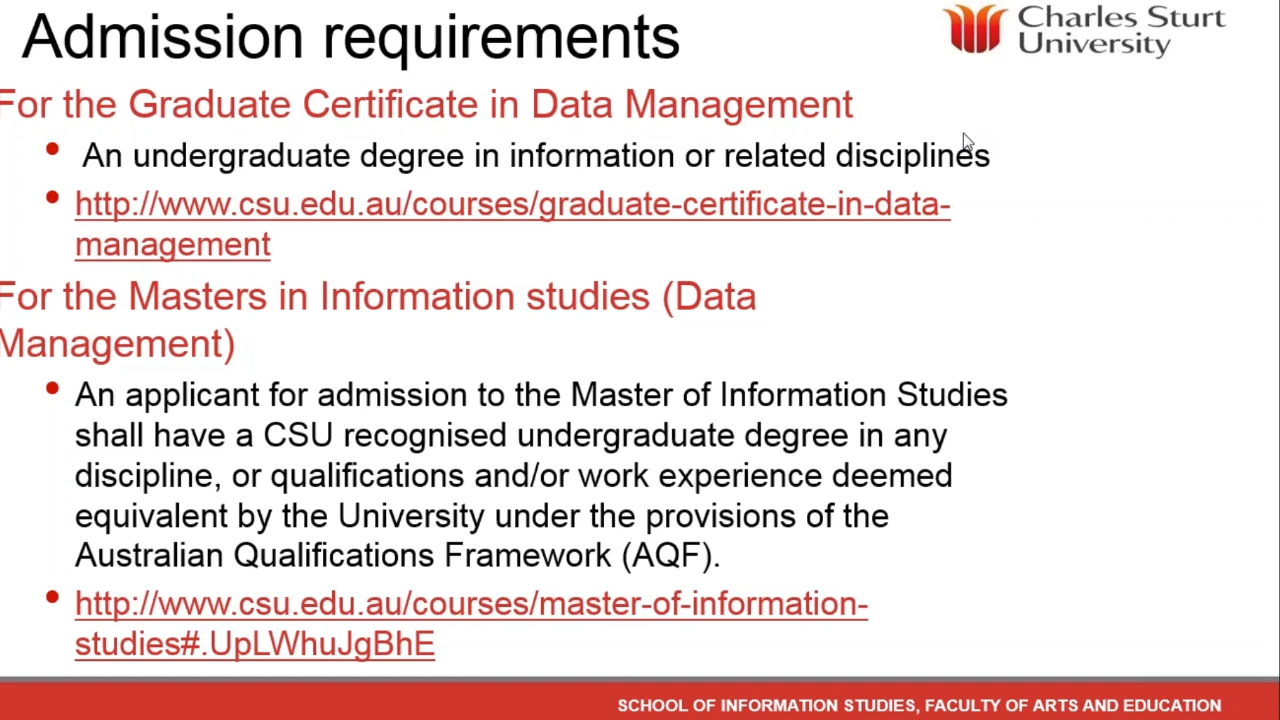 Admission requirements
Charles Sturt
University
For the Graduate Certificate in Data Management
• An undergraduate degree in information or related disciplines
• http://www.csu.edu.au/courses/graduate-certificate-in-data-
management
For the Masters in Information studies (Data
Management)
• An applicant for admission to the Master of Information Studies
shall have a CSU recognised undergraduate degree in any
discipline, or qualifications and/or work experience deemed
equivalent by the University under the provisions of the
Australian Qualifications Framework (AQF).
• http://www.csu.edu.au/courses/master-of-information-
studies#.UpLWhuJgBhE
SCHOOL OF INFORMATION STUDIES, FACULTY OF ARTS AND EDUCATION